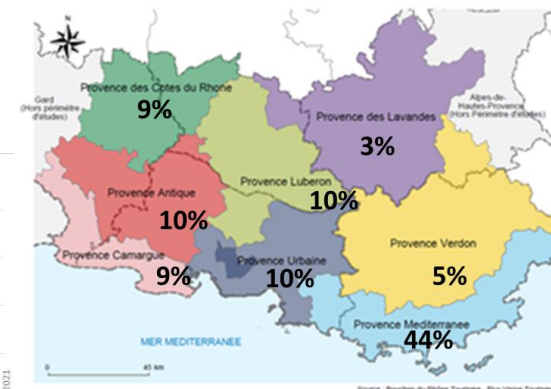 N
Provence des Cotes du Rhone
9%
Gard
(Hors périmètre
d'études)
Provence des Lavandes
3%
Alpes-de-
Hautes-Provence
(Hors Périmètre d'études)
Provence Luberon
10%
Provence Antique
10%
Provence Verdon
5%
Provence Camargue
9%
Provence Urbaine
10%
Provence Mediterranee
44%
MER MEDITERRANEE
0
45 km
2021